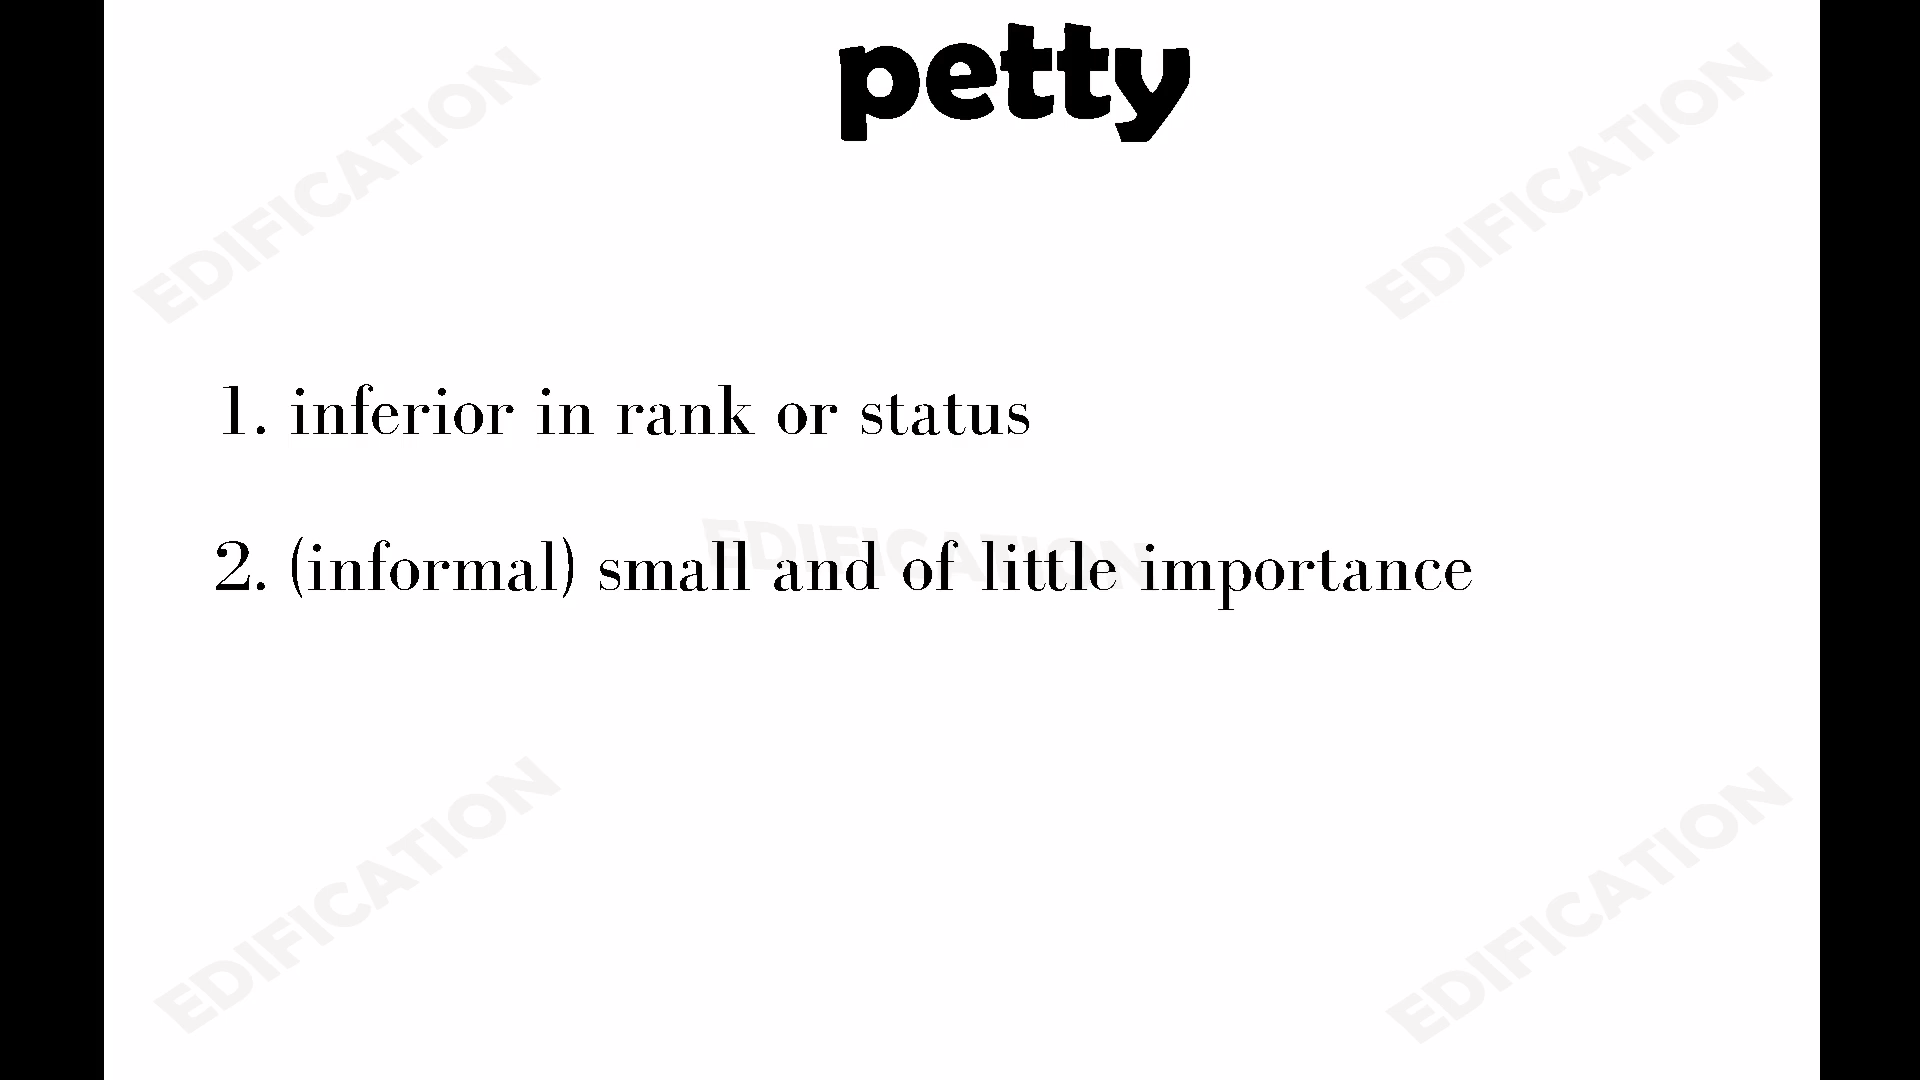 petty
EDIFICATION
EDIFICATION
1. inferior in rank or status
EDIFICATION
2. (informal) small and of little importance
EDIFICATION
EDIFICATION